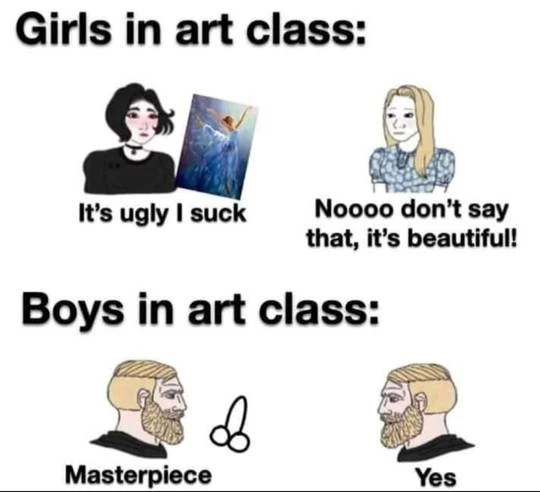 Girls in art class:
It's ugly I suck
Noooo don't say
that, it's beautiful!
Boys in art class:
Masterpiece
Yes